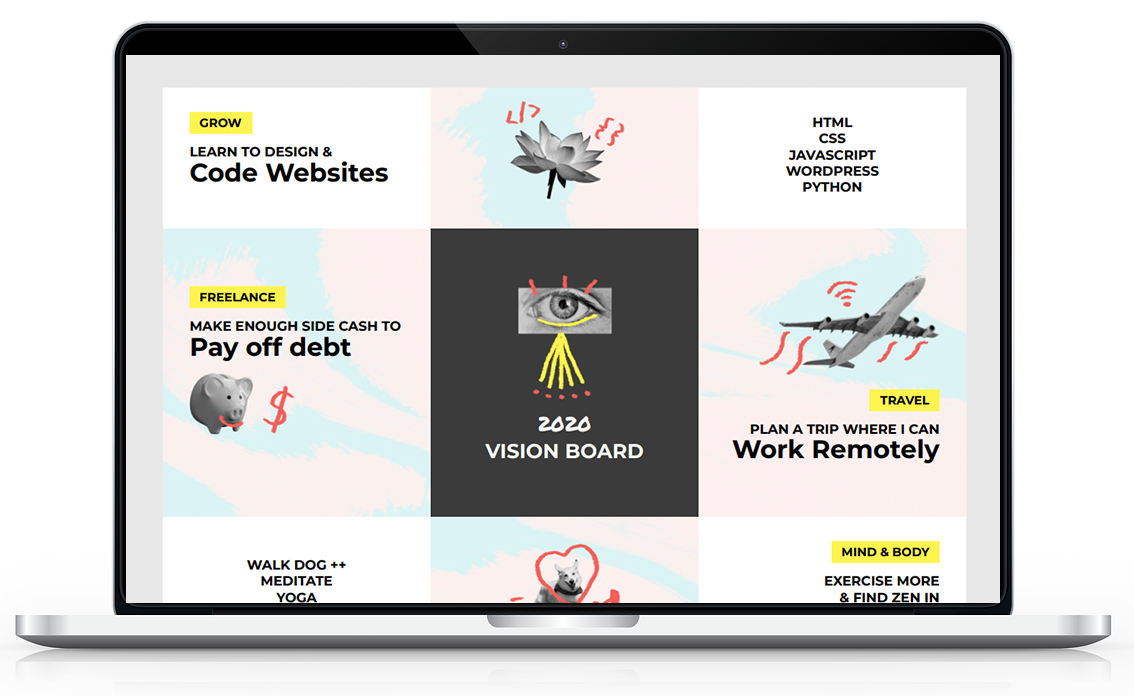 GROW
LEARN TO DESIGN &
Code Websites
</>
{};
HTML
CSS
JAVASCRIPT
WORDPRESS
PYTHON
FREELANCE
MAKE ENOUGH SIDE CASH TO
Pay off debt
$
2020
VISION BOARD
TRAVEL
PLAN A TRIP WHERE I CAN
Work Remotely
WALK DOG ++
MEDITATE
YOGA
MIND & BODY
EXERCISE MORE
& FIND ZEN IN